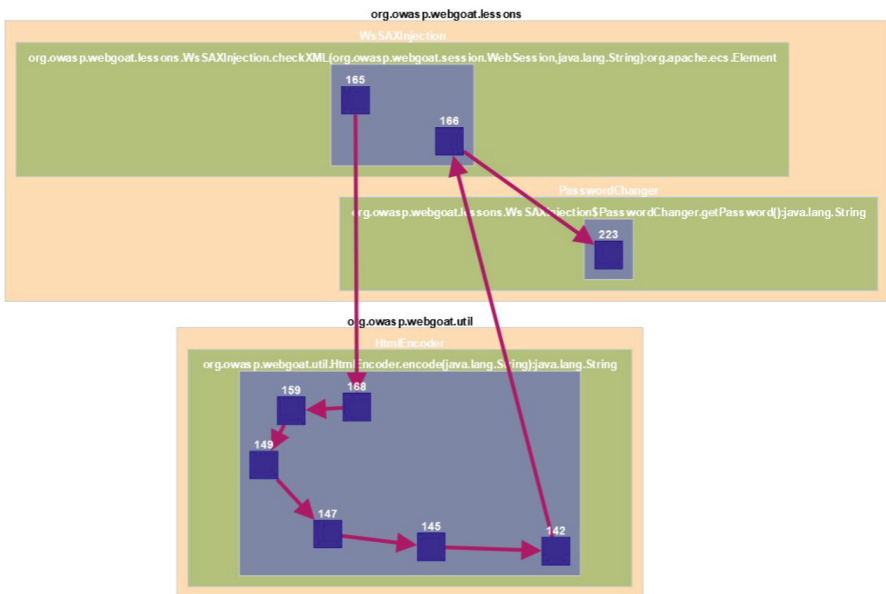 org.owasp.webgoat.lessons
WsSAXInjection
org.owasp.webgoat.lessons.WsSAXInjection.checkXML(org.owasp.webgoat.session.WebSession,java.lang.String):org.apache.ecs.Element
165
166
PasswordChanger
org.owasp.webgoat.lessons.WsSAXInjection$PasswordChanger.getPassword():java.lang.String
223
org.owasp.webgoat.util
HtmlEncoder
org.owasp.webgoat.util.HtmlEncoder.encode(java.lang.String):java.lang.String
168
159
149
147
145
142